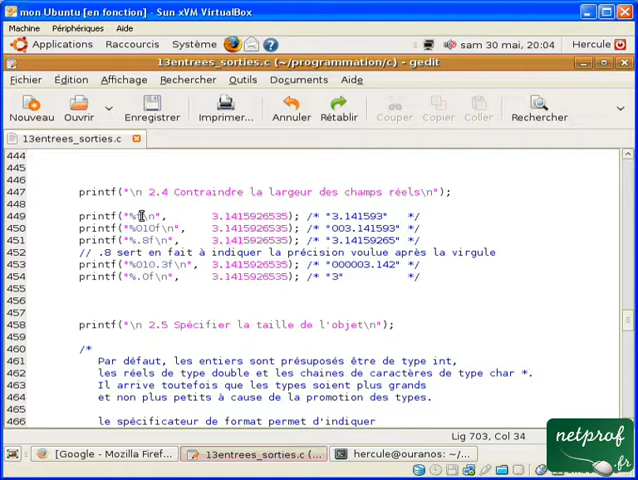 mon Ubuntu [en fonction] - Sun xVM VirtualBox
Machine Périphériques Aide
Applications Raccourcis Système sam 30 mai, 20:04 Hercule
13entrees_sorties.c (~/programmation/c) - gedit
Fichier Édition Affichage Rechercher Outils Documents Aide
Nouveau Ouvrir Enregistrer Imprimer... Annuler Rétablir Couper Copier Coller Rechercher
13entrees_sorties.c
444
445
446
447 printf("\n 2.4 Contraindre la largeur des champs réels\n");
448
449 printf("%f\n", 3.1415926535); /* "3.141593" */
450 printf("%010f\n", 3.1415926535); /* "003.141593" */
451 printf("%.8f\n", 3.1415926535); /* "3.14159265" */
452 // .8 sert en fait à indiquer la précision voulue après la virgule
453 printf("%010.3f\n", 3.1415926535); /* "000003.142" */
454 printf("%.0f\n", 3.1415926535); /* "3" */
455
456
457
458 printf("\n 2.5 Spécifier la taille de l'objet\n");
459
460 /*
461 Par défaut, les entiers sont présuposés être de type int,
462 les réels de type double et les chaines de caractères de type char *.
463 Il arrive toutefois que les types soient plus grands
464 et non plus petits à cause de la promotion des types.
465
466 le spécificateur de format permet d'indiquer
Lig 703, Col 34
[Google - Mozilla Firef... 13entrees_sorties.c (... hercule@ouranos: ~/...
netprof
.fr